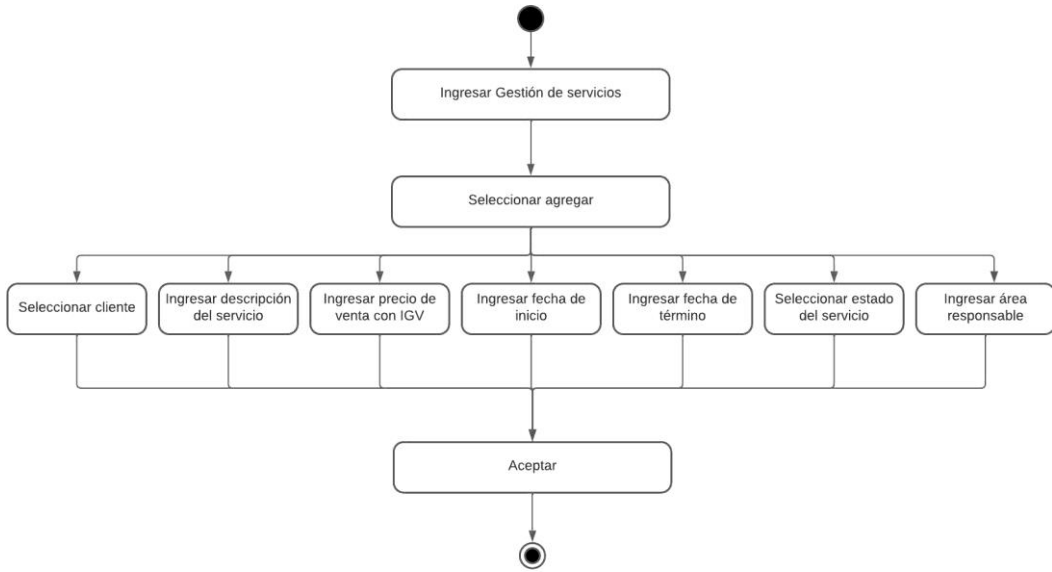 Ingresar Gestión de servicios
Seleccionar agregar
Seleccionar cliente
Ingresar descripción
del servicio
Ingresar precio de
venta con IGV
Ingresar fecha de
inicio
Ingresar fecha de
término
Seleccionar estado
del servicio
Ingresar área
responsable
Aceptar